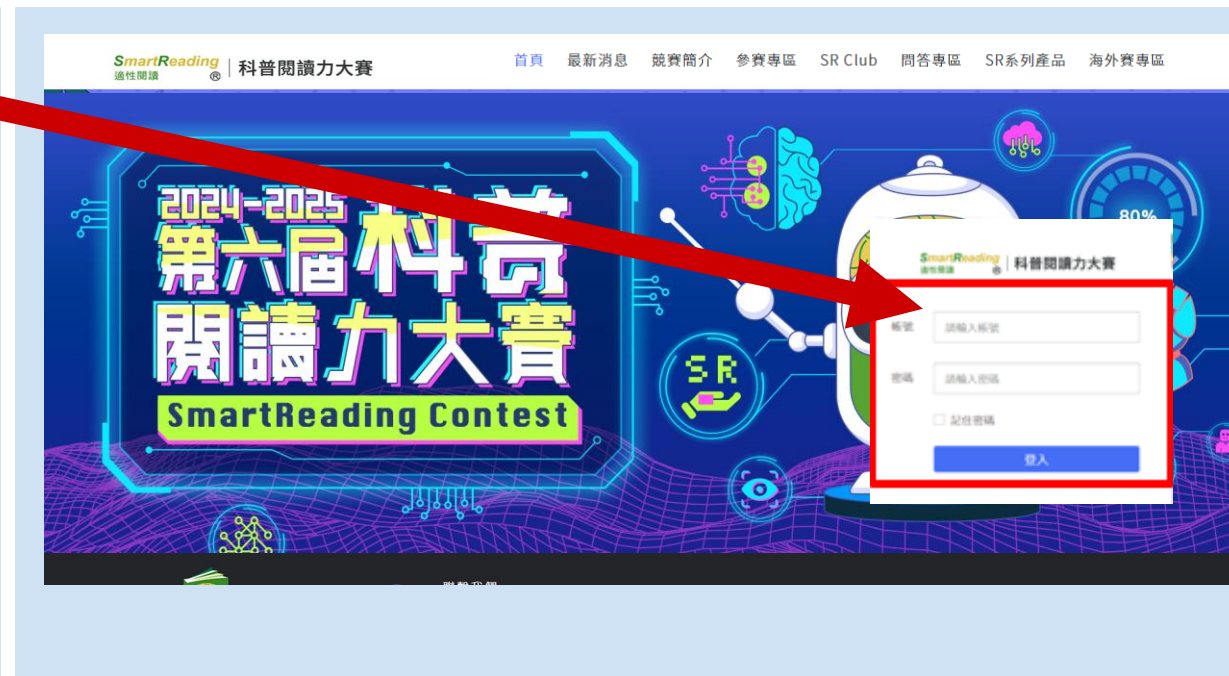 SmartReading | 科普閱讀力大賽
適性閱讀 ®
首頁 最新消息 競賽簡介 參賽專區 SR Club 問答專區 SR系列產品 海外賽專區
2024-2025
第六屆科普
閱讀力大賽
SmartReading Contest
SR
80%
SmartReading | 科普閱讀力大賽
適性閱讀 ®
帳號 請輸入帳號
密碼 請輸入密碼
記住密碼
登入